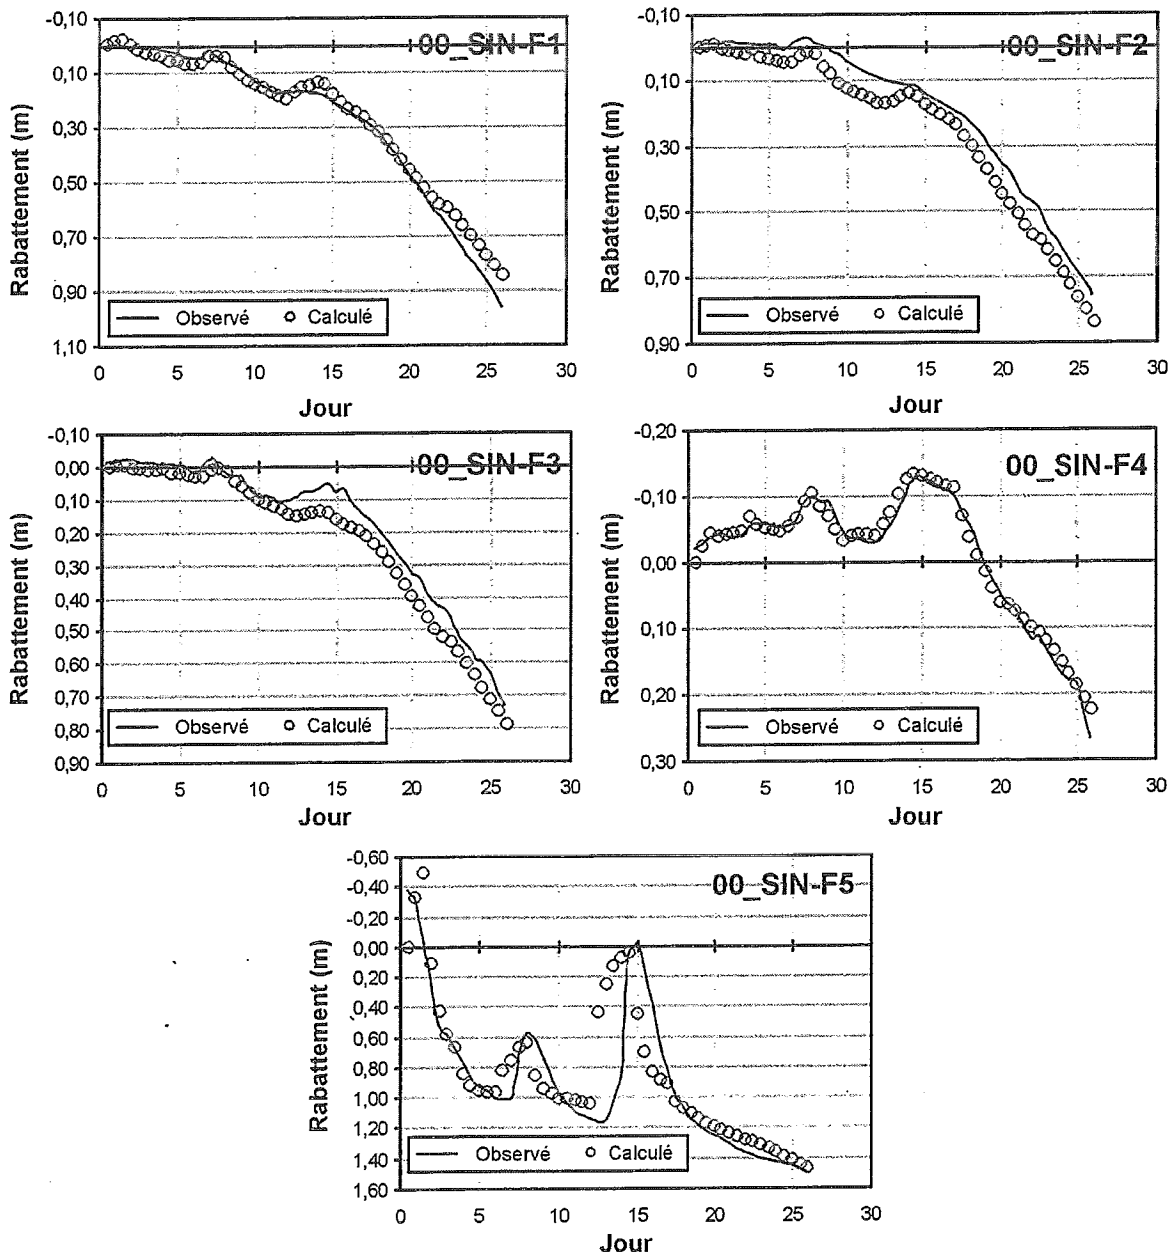 00_SIN-F1
-0,10
0,10
0,30
0,50
0,70
0,90
1,10
Rabattement (m)
Observé
Calculé
0 5 10 15 20 25 30
Jour
00_SIN-F2
-0,10
0,10
0,30
0,50
0,70
0,90
Rabattement (m)
Observé
Calculé
0 5 10 15 20 25 30
Jour
00_SIN-F3
-0,10
0,00
0,10
0,20
0,30
0,40
0,50
0,60
0,70
0,80
0,90
Rabattement (m)
Observé
Calculé
0 5 10 15 20 25 30
Jour
00_SIN-F4
-0,20
-0,10
0,00
0,10
0,20
0,30
Rabattement (m)
Observé
Calculé
0 5 10 15 20 25 30
Jour
00_SIN-F5
-0,60
-0,40
-0,20
0,00
0,20
0,40
0,60
0,80
1,00
1,20
1,40
1,60
Rabattement (m)
Observé
Calculé
0 5 10 15 20 25 30
Jour